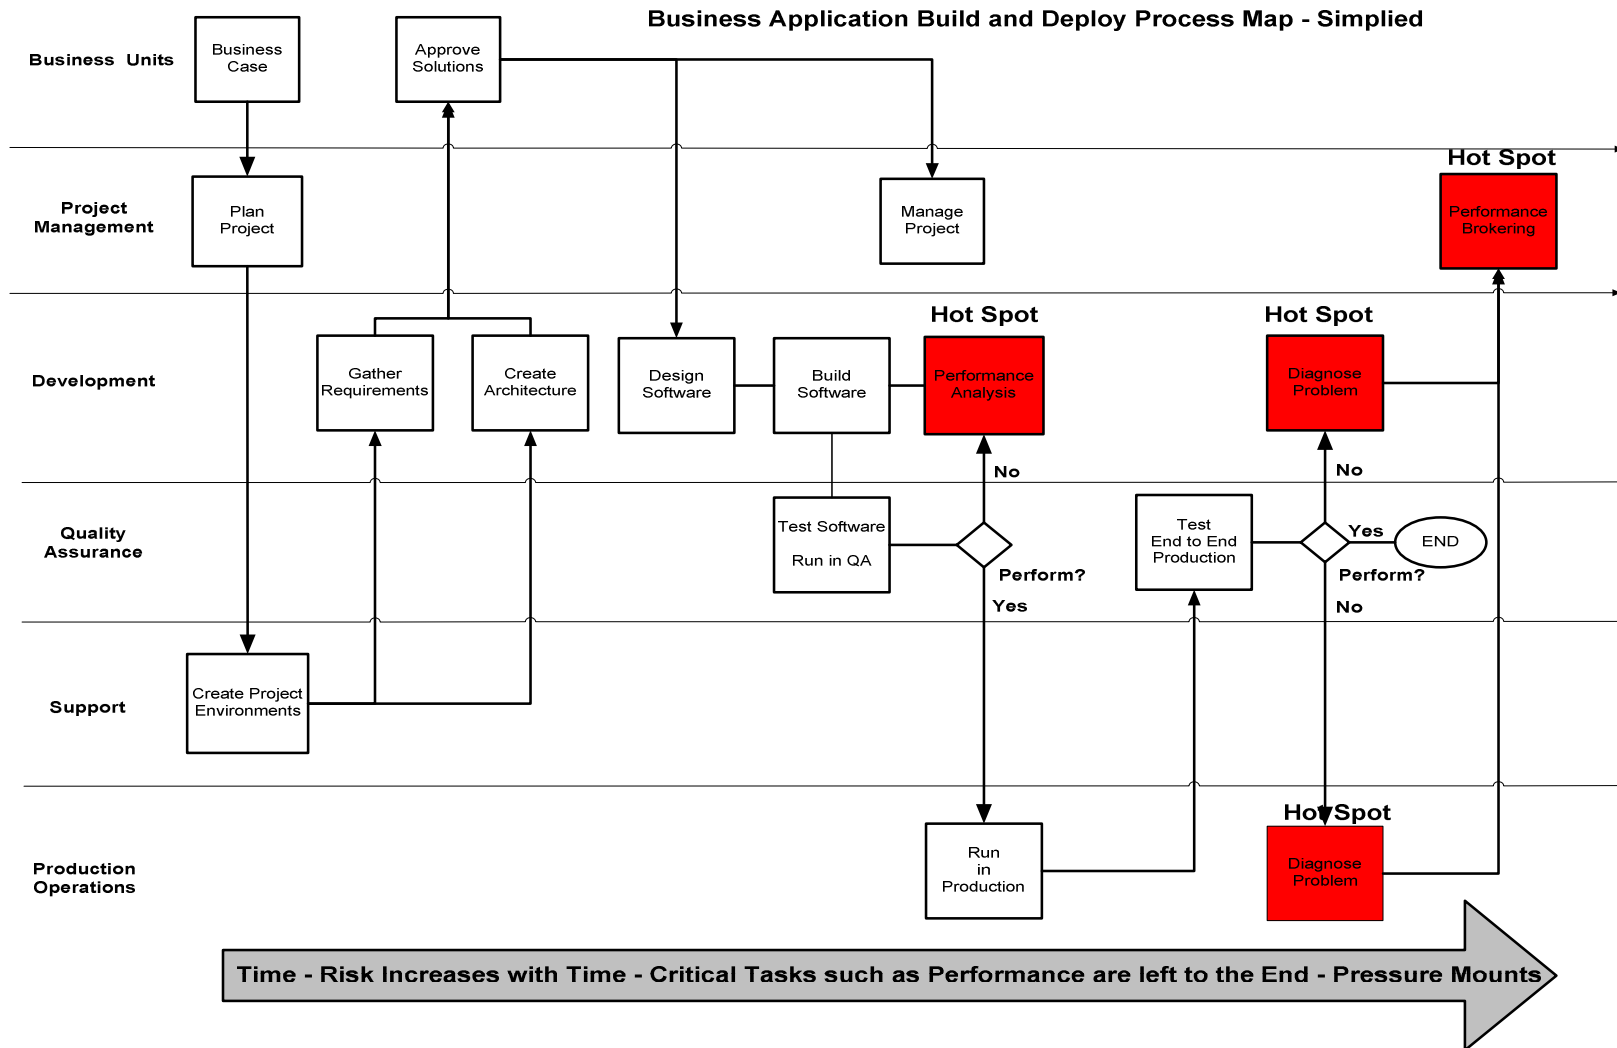 Business Application Build and Deploy Process Map - Simplied
Business Units
Business
Case
Approve
Solutions
Project
Management
Plan
Project
Manage
Project
Hot Spot
Performance
Brokering
Development
Gather
Requirements
Create
Architecture
Design
Software
Build
Software
Hot Spot
Performance
Analysis
Hot Spot
Diagnose
Problem
No
No
Quality
Assurance
Test Software
Run in QA
Perform?
Yes
Test
End to End
Production
Yes
END
Perform?
No
Support
Create Project
Environments
Production
Operations
Run
in
Production
Hot Spot
Diagnose
Problem
Time - Risk Increases with Time - Critical Tasks such as Performance are left to the End - Pressure Mounts